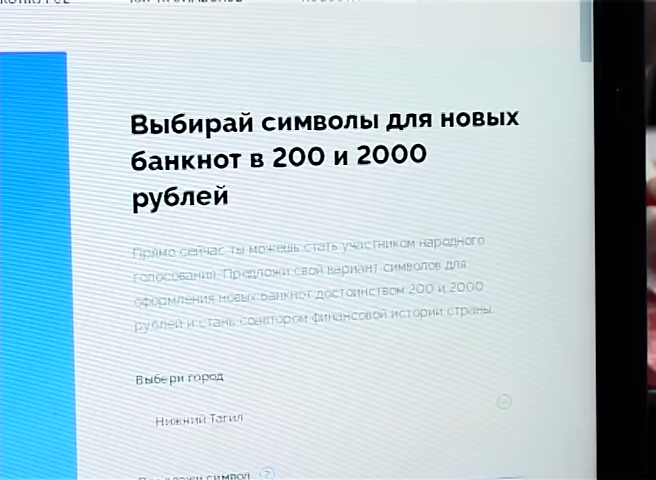 Выбирай символы для новых
банкнот в 200 и 2000
рублей
Прямо сейчас ты можешь стать участником народного
голосования. Предложи свой вариант символов для
оформления новых банкнот достоинством 200 и 2000
рублей и стань соавтором финансовой истории страны.
Выбери город
Нижний Тагил
символ